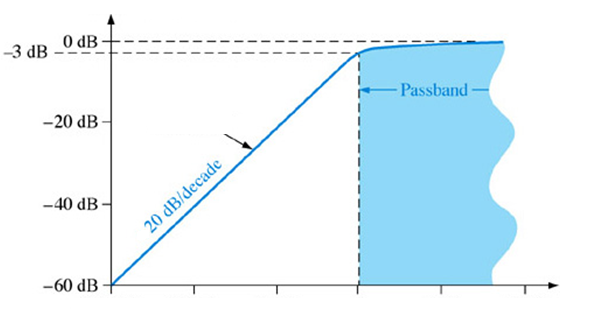 0 dB
–3 dB
Passband
–20 dB
20 dB/decade
–40 dB
–60 dB